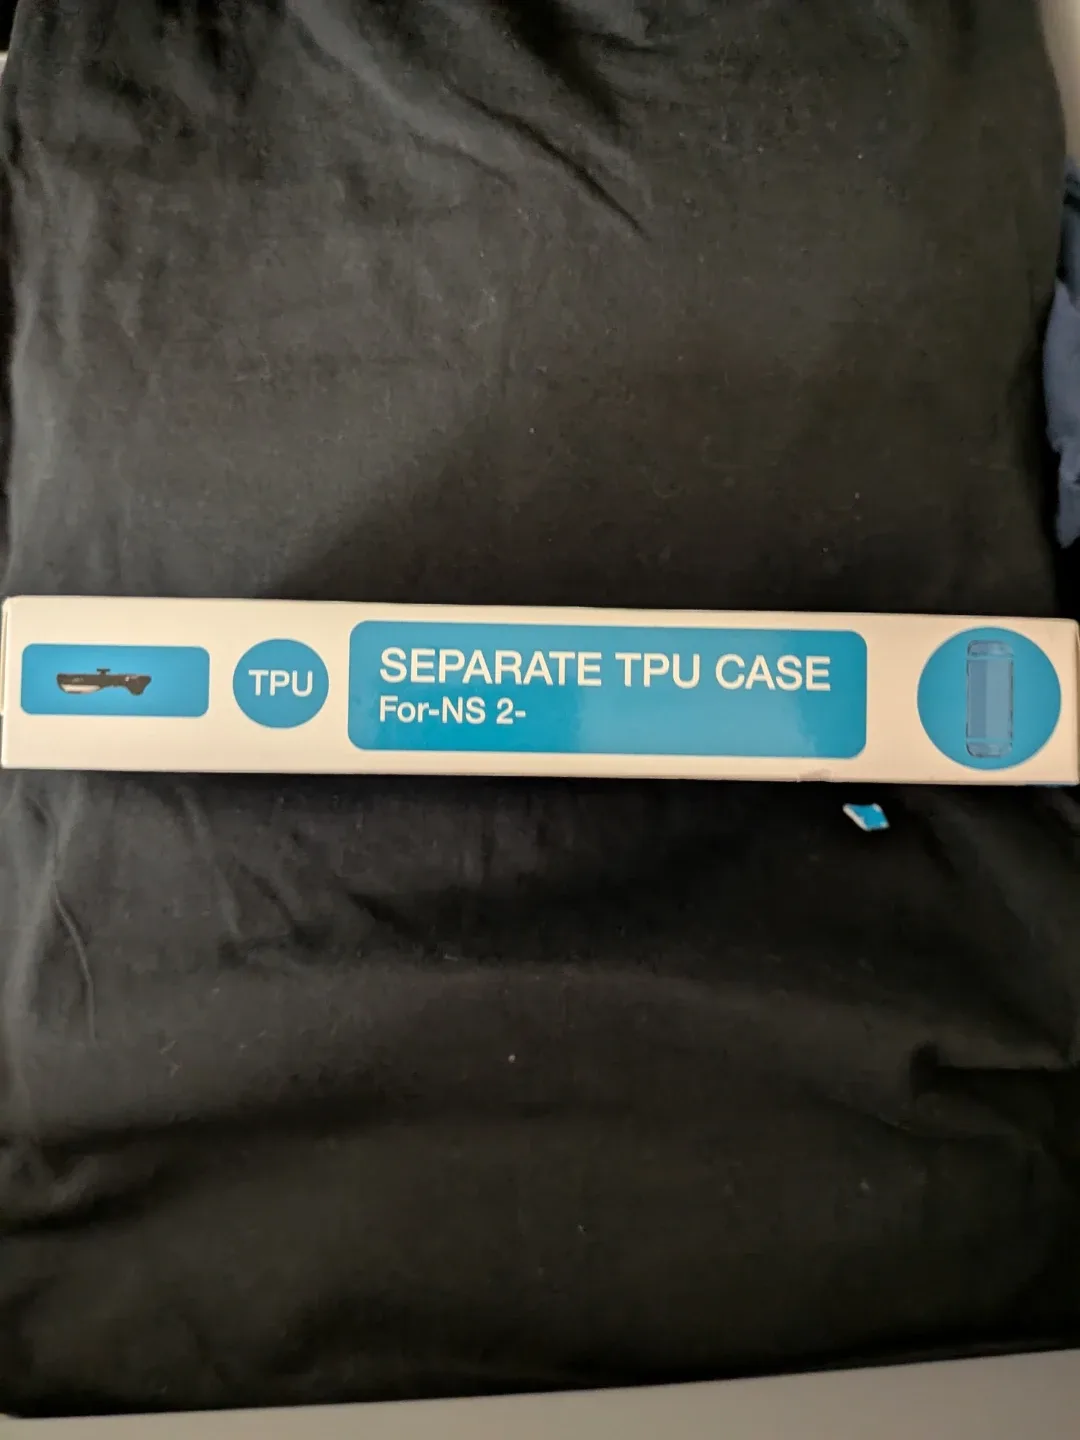 TPU
SEPARATE TPU CASE
For-NS 2-